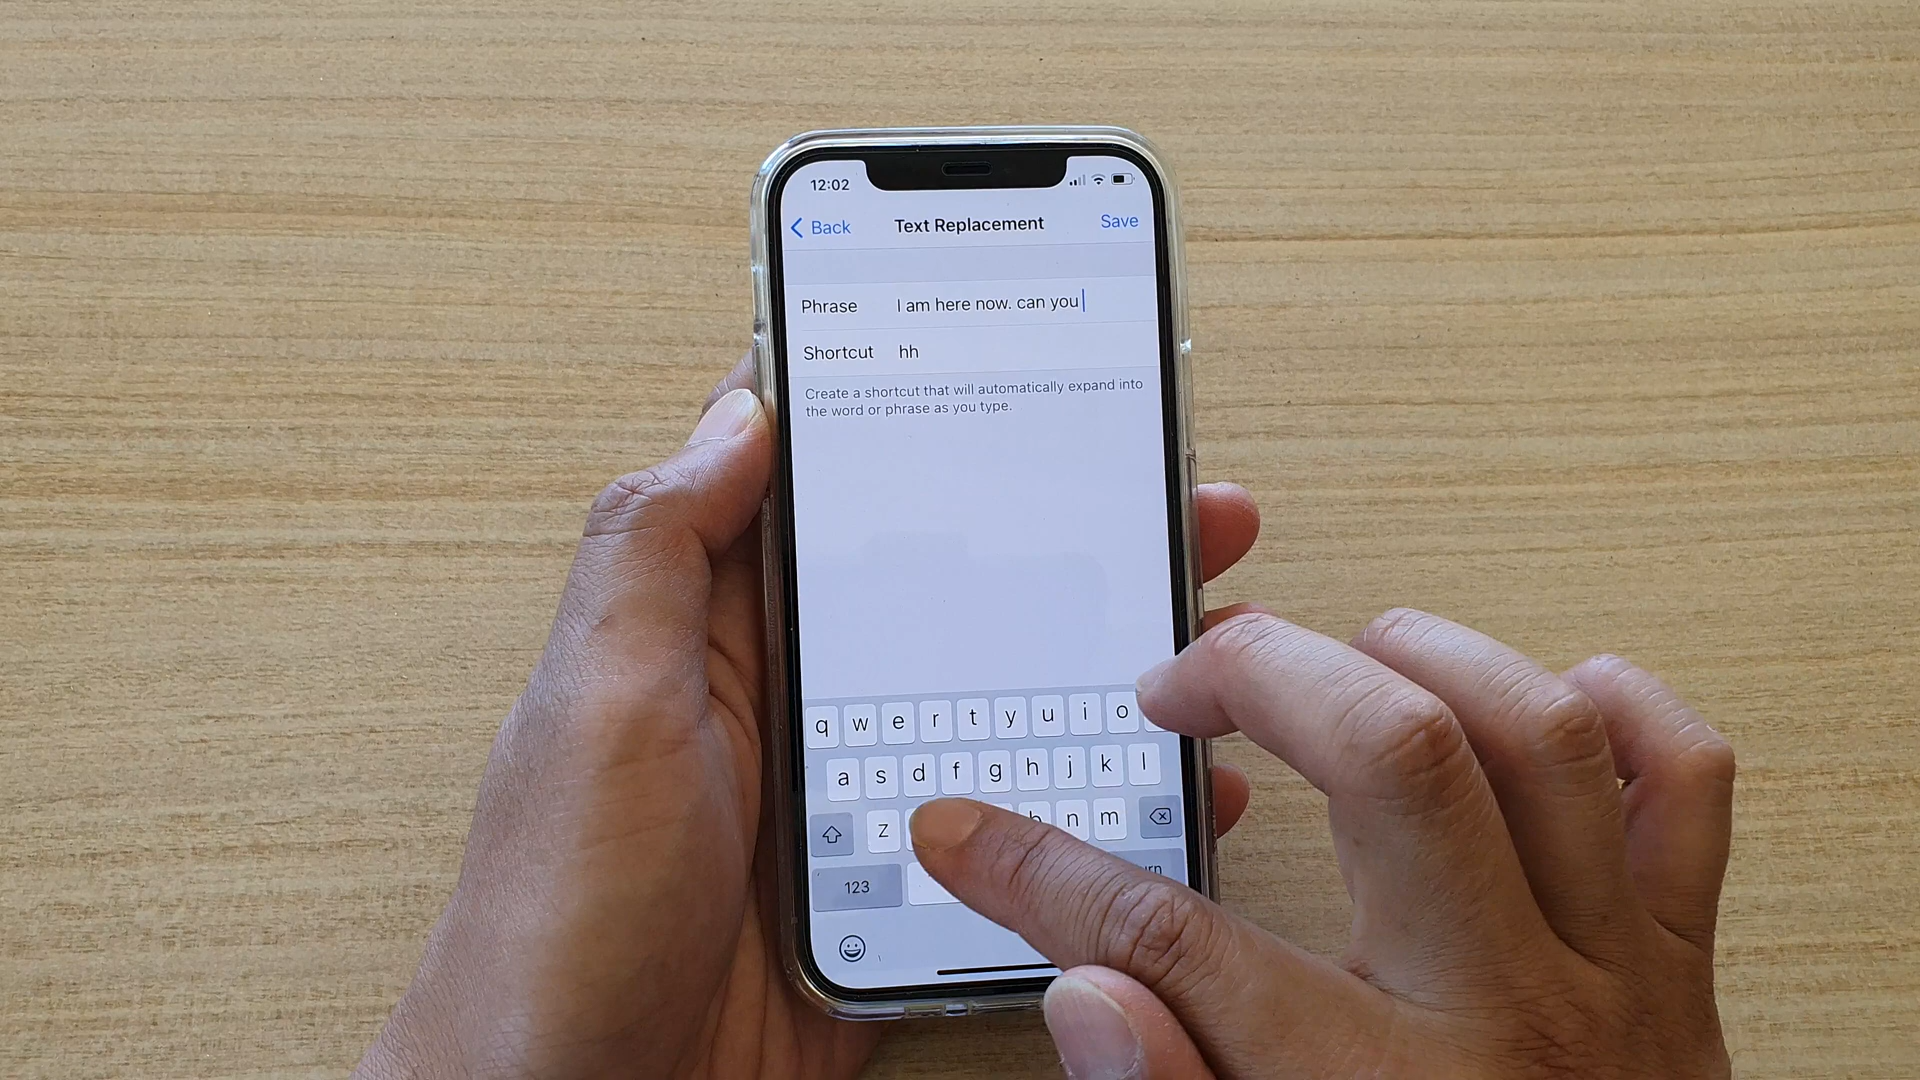 12:02
Back Text Replacement Save
Phrase I am here now. can you
Shortcut hh
Create a shortcut that will automatically expand into
the word or phrase as you type.
q w e r t y u i o
a s d f g h j k l
z b n m
123